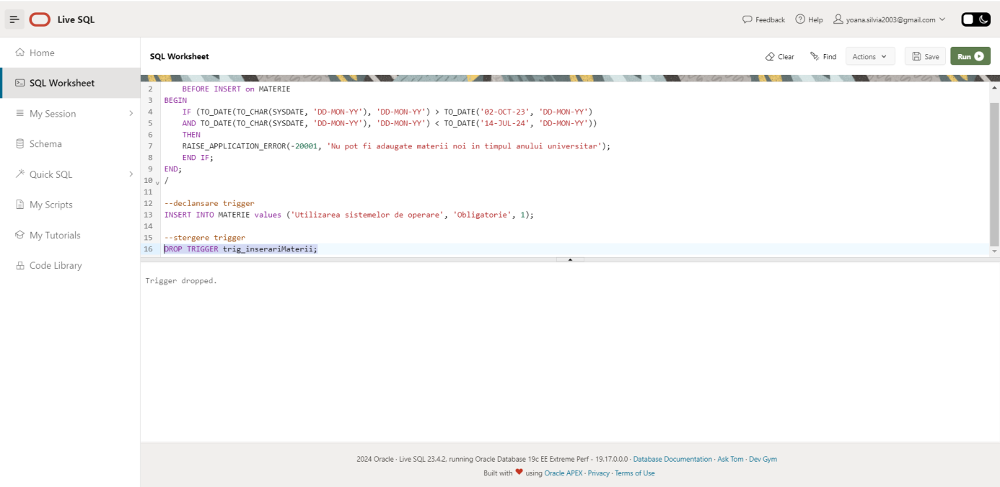 Live SQL
Feedback Help yoana.silvia2003@gmail.com
Home
SQL Worksheet
My Session
Schema
Quick SQL
My Scripts
My Tutorials
Code Library
SQL Worksheet
Clear Find Actions Save Run
2 BEFORE INSERT on MATERIE
3 BEGIN
4 IF (TO_DATE(TO_CHAR(SYSDATE, 'DD-MON-YY'), 'DD-MON-YY') > TO_DATE('02-OCT-23', 'DD-MON-YY')
5 AND TO_DATE(TO_CHAR(SYSDATE, 'DD-MON-YY'), 'DD-MON-YY') < TO_DATE('14-JUL-24', 'DD-MON-YY'))
6 THEN
7 RAISE_APPLICATION_ERROR(-20001, 'Nu pot fi adaugate materii noi in timpul anului universitar');
8 END IF;
9 END;
10 /
11
12 --declansare trigger
13 INSERT INTO MATERIE values ('Utilizarea sistemelor de operare', 'Obligatorie', 1);
14
15 --stergere trigger
16 DROP TRIGGER trig_inserariMaterii;
Trigger dropped.
2024 Oracle · Live SQL 23.4.2, running Oracle Database 19c EE Extreme Perf - 19.17.0.0.0 · Database Documentation · Ask Tom · Dev Gym
Built with ❤ using Oracle APEX · Privacy · Terms of Use